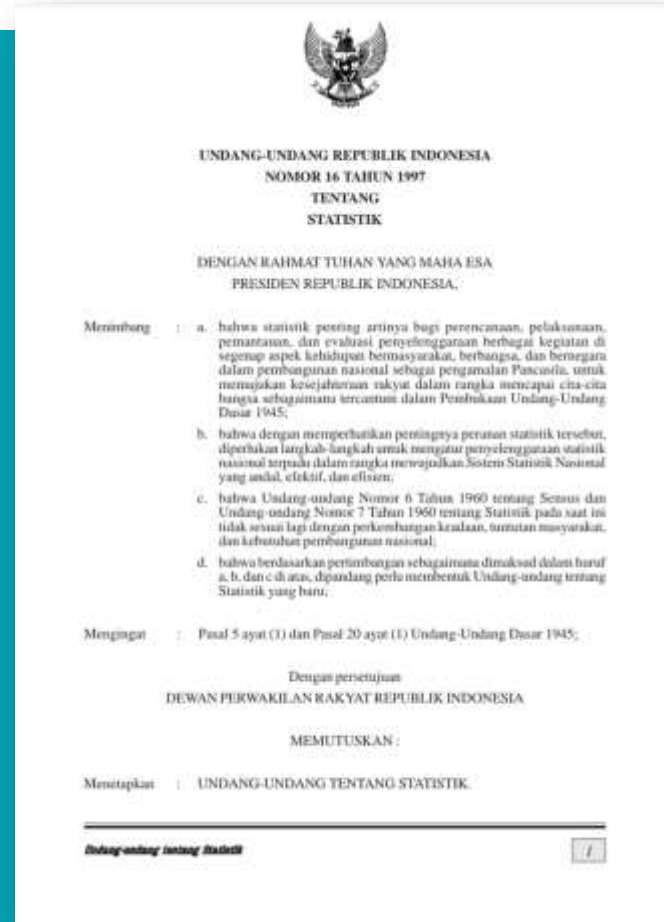 UNDANG-UNDANG REPUBLIK INDONESIA
NOMOR 16 TAHUN 1997
TENTANG
STATISTIK
DENGAN RAHMAT TUHAN YANG MAHA ESA
PRESIDEN REPUBLIK INDONESIA,
Menimbang : a. bahwa statistik penting artinya bagi perencanaan, pelaksanaan,
pemantauan, dan evaluasi penyelenggaraan berbagai kegiatan di
segenap aspek kehidupan bermasyarakat, berbangsa, dan bernegara
dalam pembangunan nasional sebagai pengamalan Pancasila, untuk
memajukan kesejahteraan rakyat dalam rangka mencapai cita-cita
bangsa sebagaimana tercantum dalam Pembukaan Undang-Undang
Dasar 1945;
b. bahwa dengan memperhatikan pentingnya peranan statistik tersebut,
diperlukan langkah-langkah untuk mengatur penyelenggaraan statistik
nasional terpadu dalam rangka mewujudkan Sistem Statistik Nasional
yang andal, efektif, dan efisien;
c. bahwa Undang-undang Nomor 6 Tahun 1960 tentang Sensus dan
Undang-undang Nomor 7 Tahun 1960 tentang Statistik pada saat ini
tidak sesuai lagi dengan perkembangan keadaan, tuntutan masyarakat,
dan kebutuhan pembangunan nasional;
d. bahwa berdasarkan pertimbangan sebagaimana dimaksud dalam huruf
a, b, dan c di atas, dipandang perlu membentuk Undang-undang tentang
Statistik yang baru;
Mengingat : Pasal 5 ayat (1) dan Pasal 20 ayat (1) Undang-Undang Dasar 1945;
Dengan persetujuan
DEWAN PERWAKILAN RAKYAT REPUBLIK INDONESIA
MEMUTUSKAN :
Menetapkan : UNDANG-UNDANG TENTANG STATISTIK.
Undang-undang tentang Statistik
1